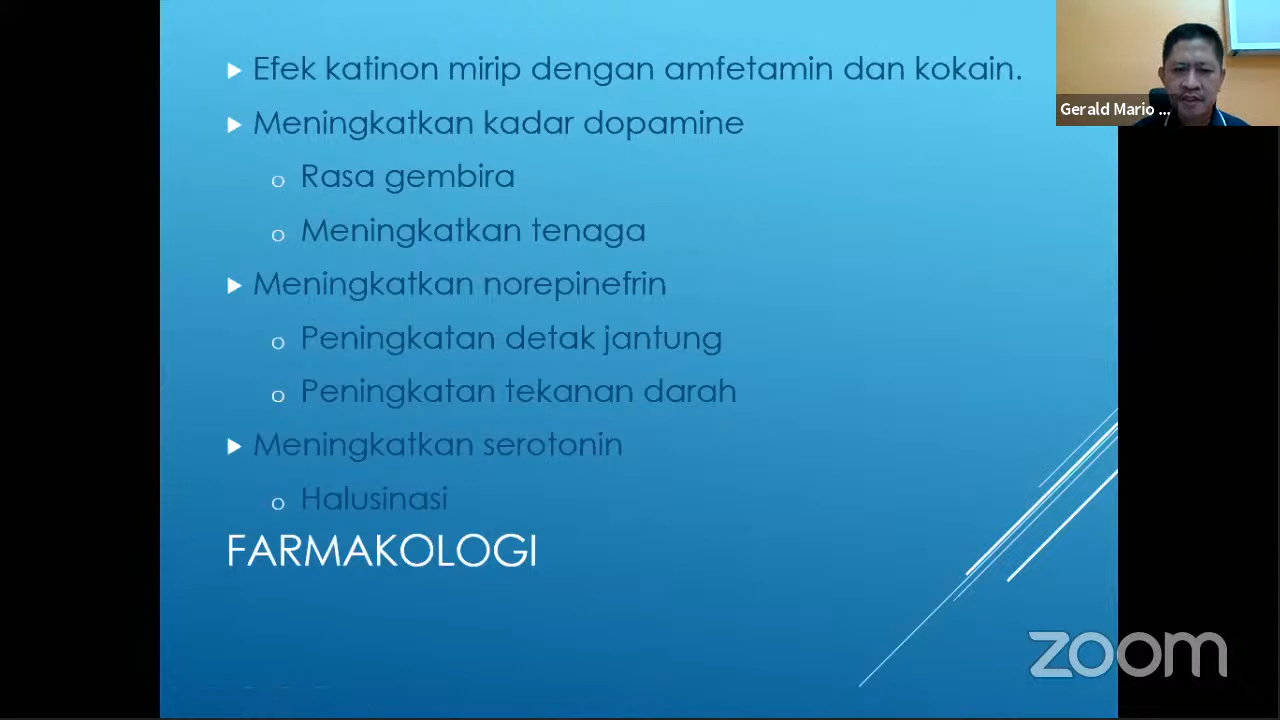 Efek katinon mirip dengan amfetamin dan kokain.
Meningkatkan kadar dopamine
Rasa gembira
Meningkatkan tenaga
Meningkatkan norepinefrin
Peningkatan detak jantung
Peningkatan tekanan darah
Meningkatkan serotonin
Halusinasi
FARMAKOLOGI
Gerald Mario ...
zoom